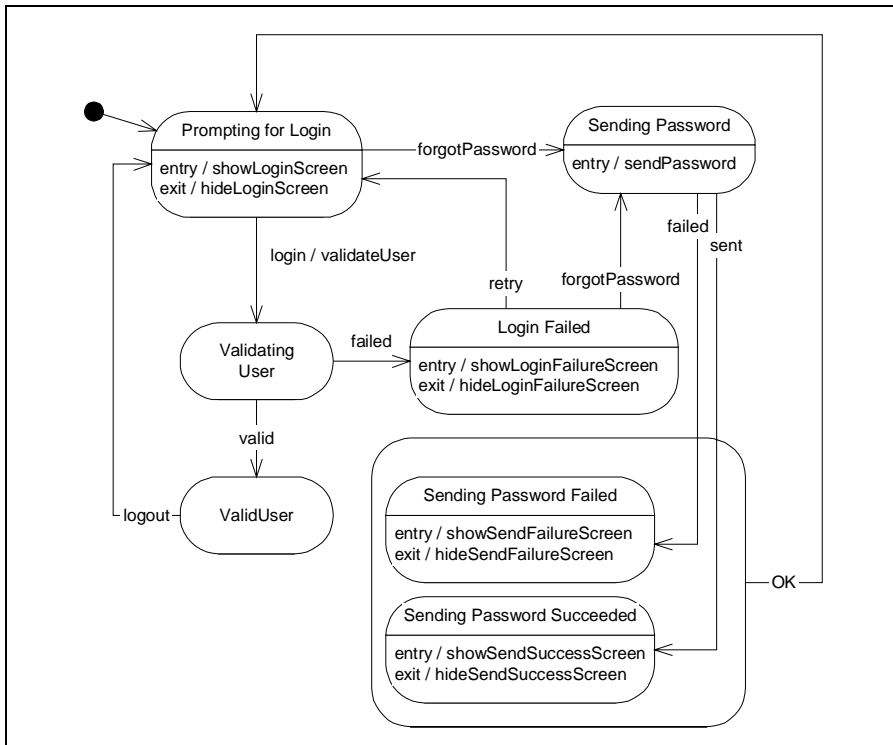 Prompting for Login
entry / showLoginScreen
exit / hideLoginScreen
forgotPassword
Sending Password
entry / sendPassword
failed
sent
login / validateUser
retry
forgotPassword
Validating
User
failed
Login Failed
entry / showLoginFailureScreen
exit / hideLoginFailureScreen
valid
logout
ValidUser
Sending Password Failed
entry / showSendFailureScreen
exit / hideSendFailureScreen
OK
Sending Password Succeeded
entry / showSendSuccessScreen
exit / hideSendSuccessScreen